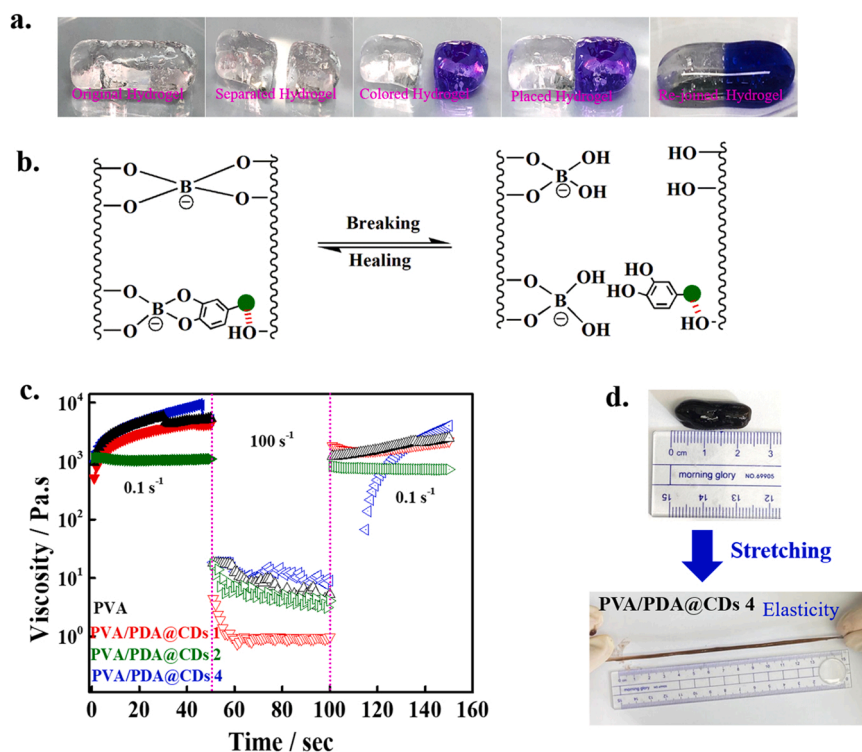 a.
Original Hydrogel
Separated Hydrogel
Colored Hydrogel
Placed Hydrogel
Re-joined Hydrogel
b.
O
O
B
O
O
⊖
O
O
B
O
O
⊖
HO
Breaking
Healing
O
O
B
OH
OH
⊖
HO
HO
O
O
B
OH
OH
⊖
HO
HO
HO
c.
Viscosity / Pa.s
10⁴
10³
10²
10¹
10⁰
0.1 s⁻¹
100 s⁻¹
0.1 s⁻¹
PVA
PVA/PDA@CDs 1
PVA/PDA@CDs 2
PVA/PDA@CDs 4
0 20 40 60 80 100 120 140 160
Time / sec
d.
0 cm 1 2 3
morning glory NO.69905
15 14 13 12
Stretching
PVA/PDA@CDs 4 Elasticity